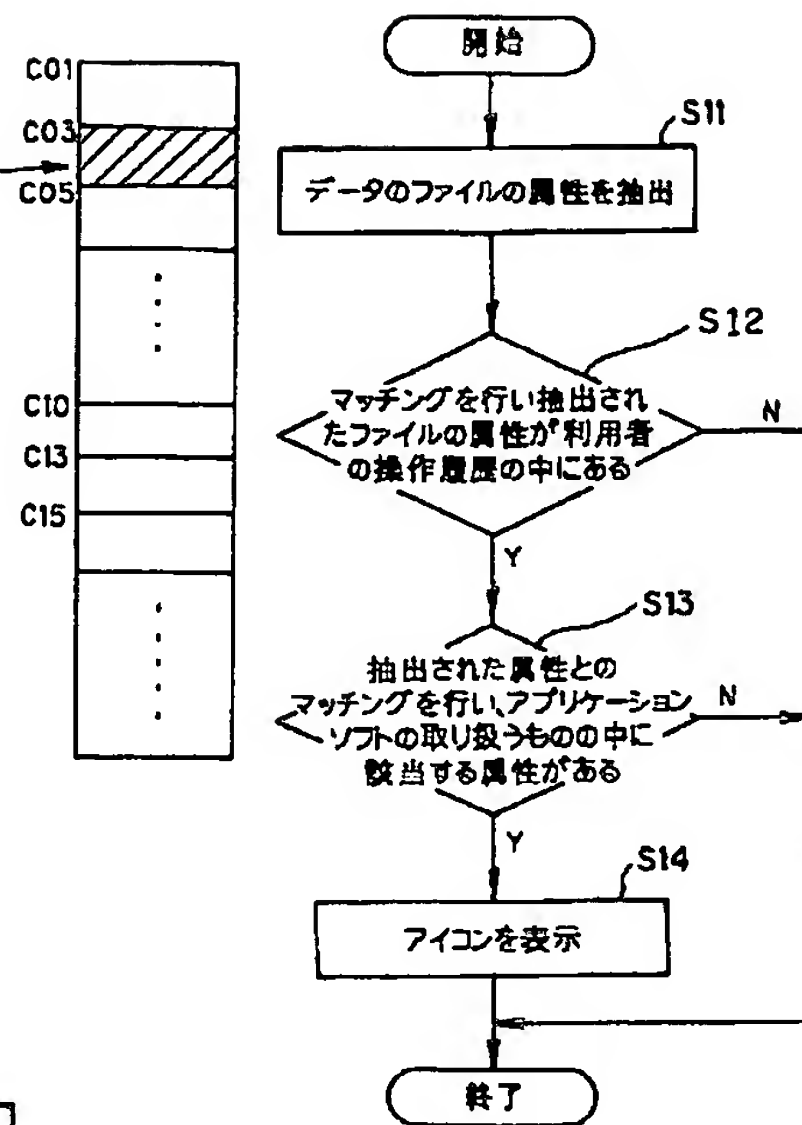 C01
C03
C05
C10
C13
C15
開始
S11
データのファイルの属性を抽出
S12
マッチングを行い抽出され
たファイルの属性が利用者
の操作履歴の中にある
N
Y
S13
抽出された属性との
マッチングを行い、アプリケーション
ソフトの取り扱うものの中に
該当する属性がある
N
Y
S14
アイコンを表示
終了